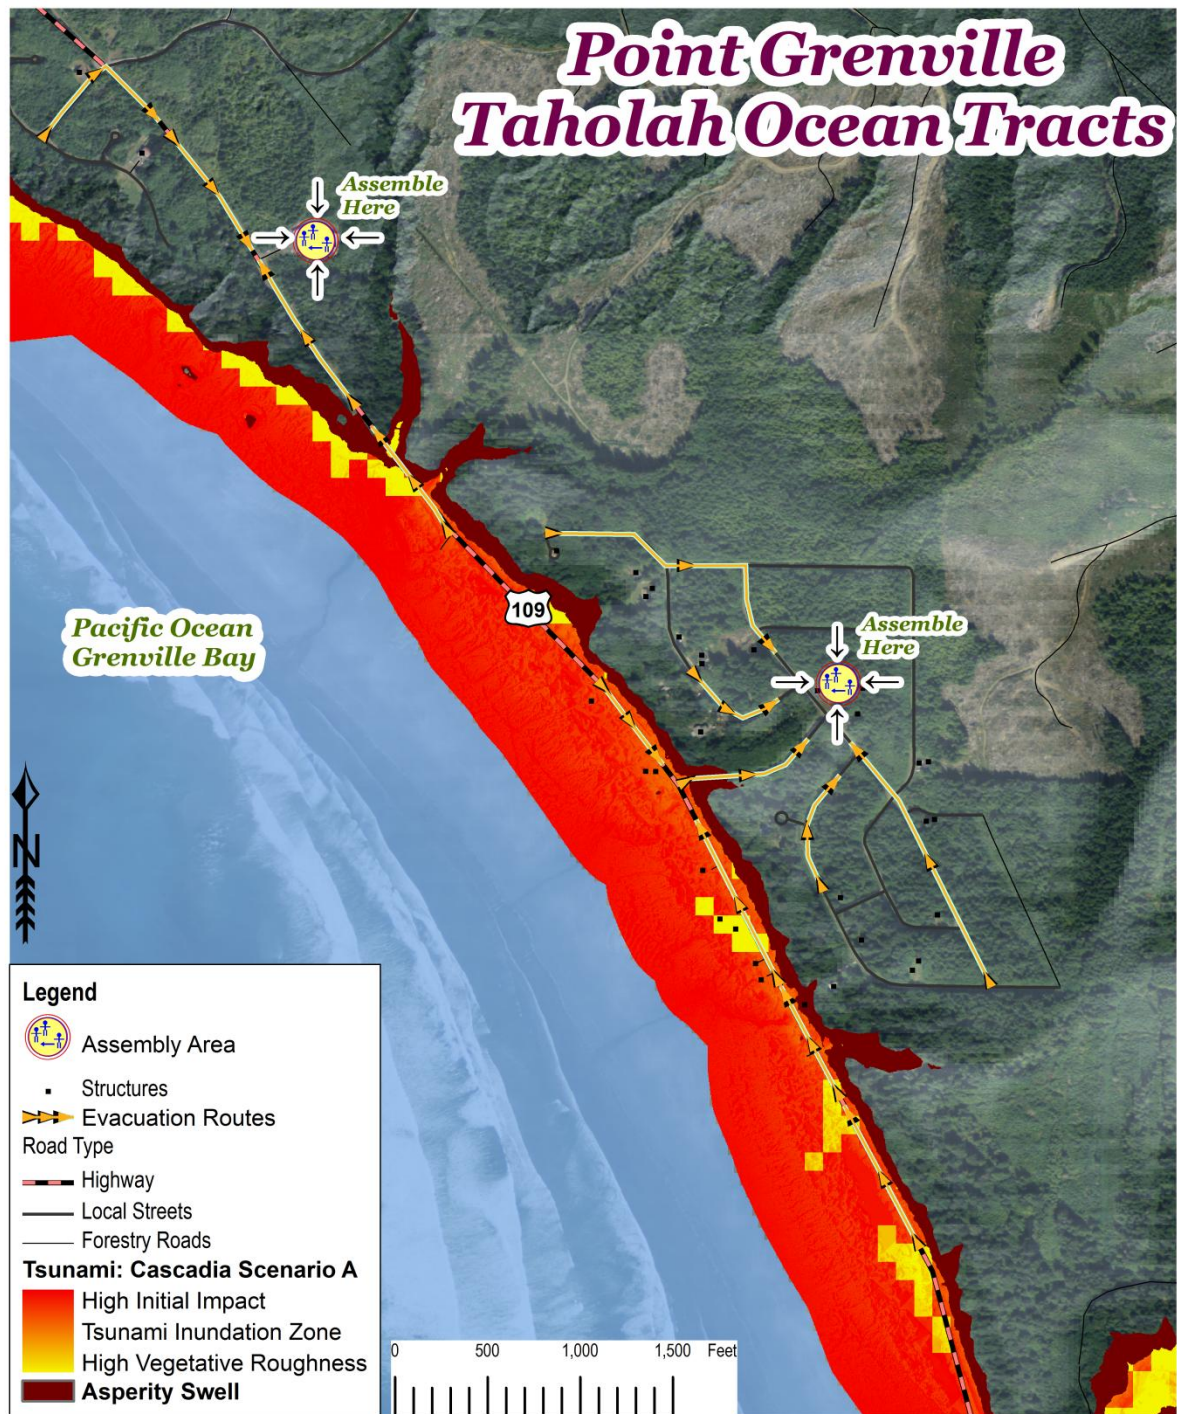 Point Grenville
Taholah Ocean Tracts
Assemble
Here
109
Pacific Ocean
Grenville Bay
Assemble
Here
N
Legend
Assembly Area
Structures
Evacuation Routes
Road Type
Highway
Local Streets
Forestry Roads
Tsunami: Cascadia Scenario A
High Initial Impact
Tsunami Inundation Zone
High Vegetative Roughness
Asperity Swell
0 500 1,000 1,500 Feet